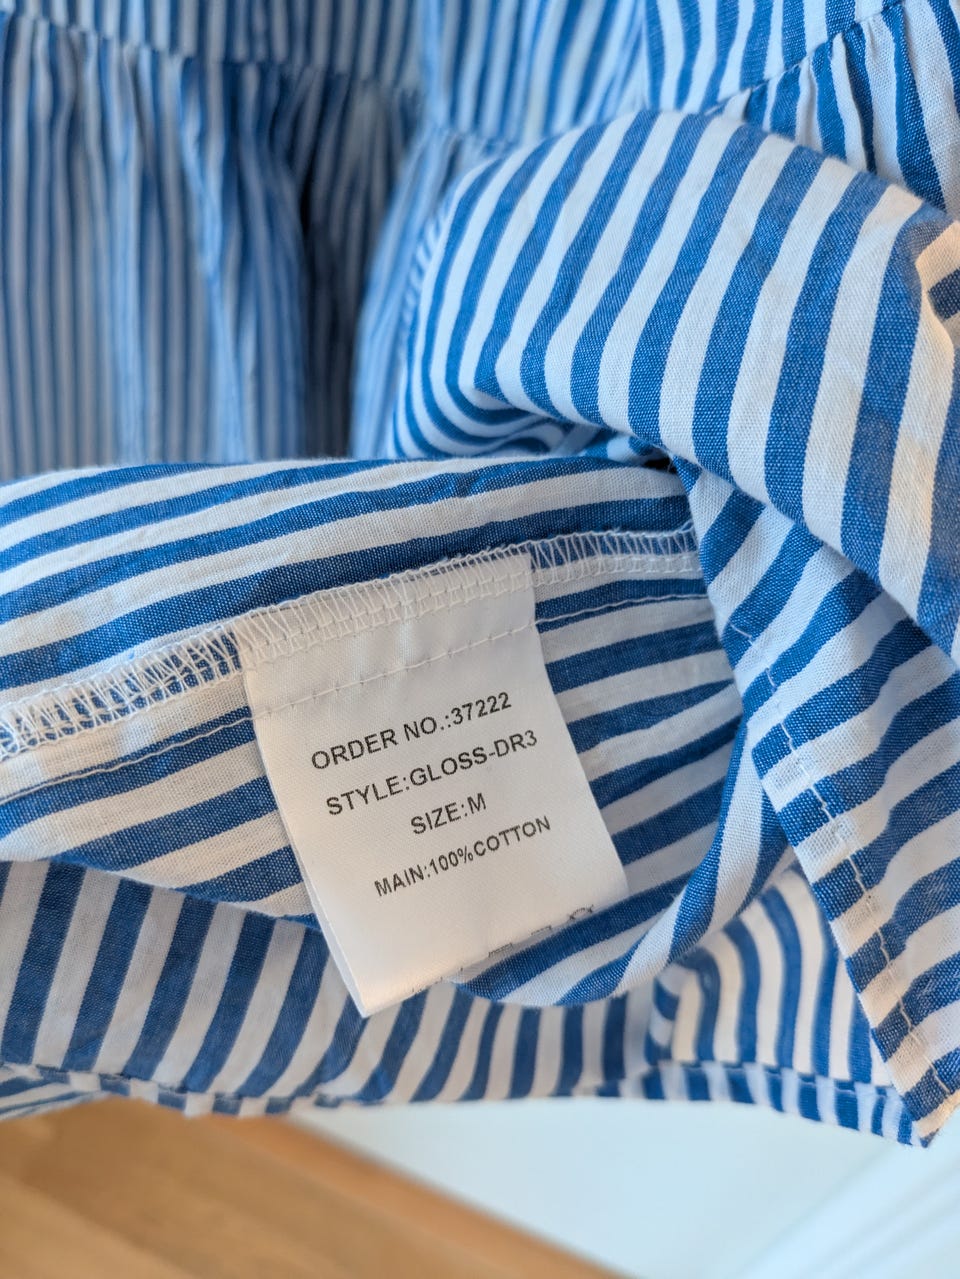 ORDER NO.:37222
STYLE:GLOSS-DR3
SIZE:M
MAIN:100%COTTON